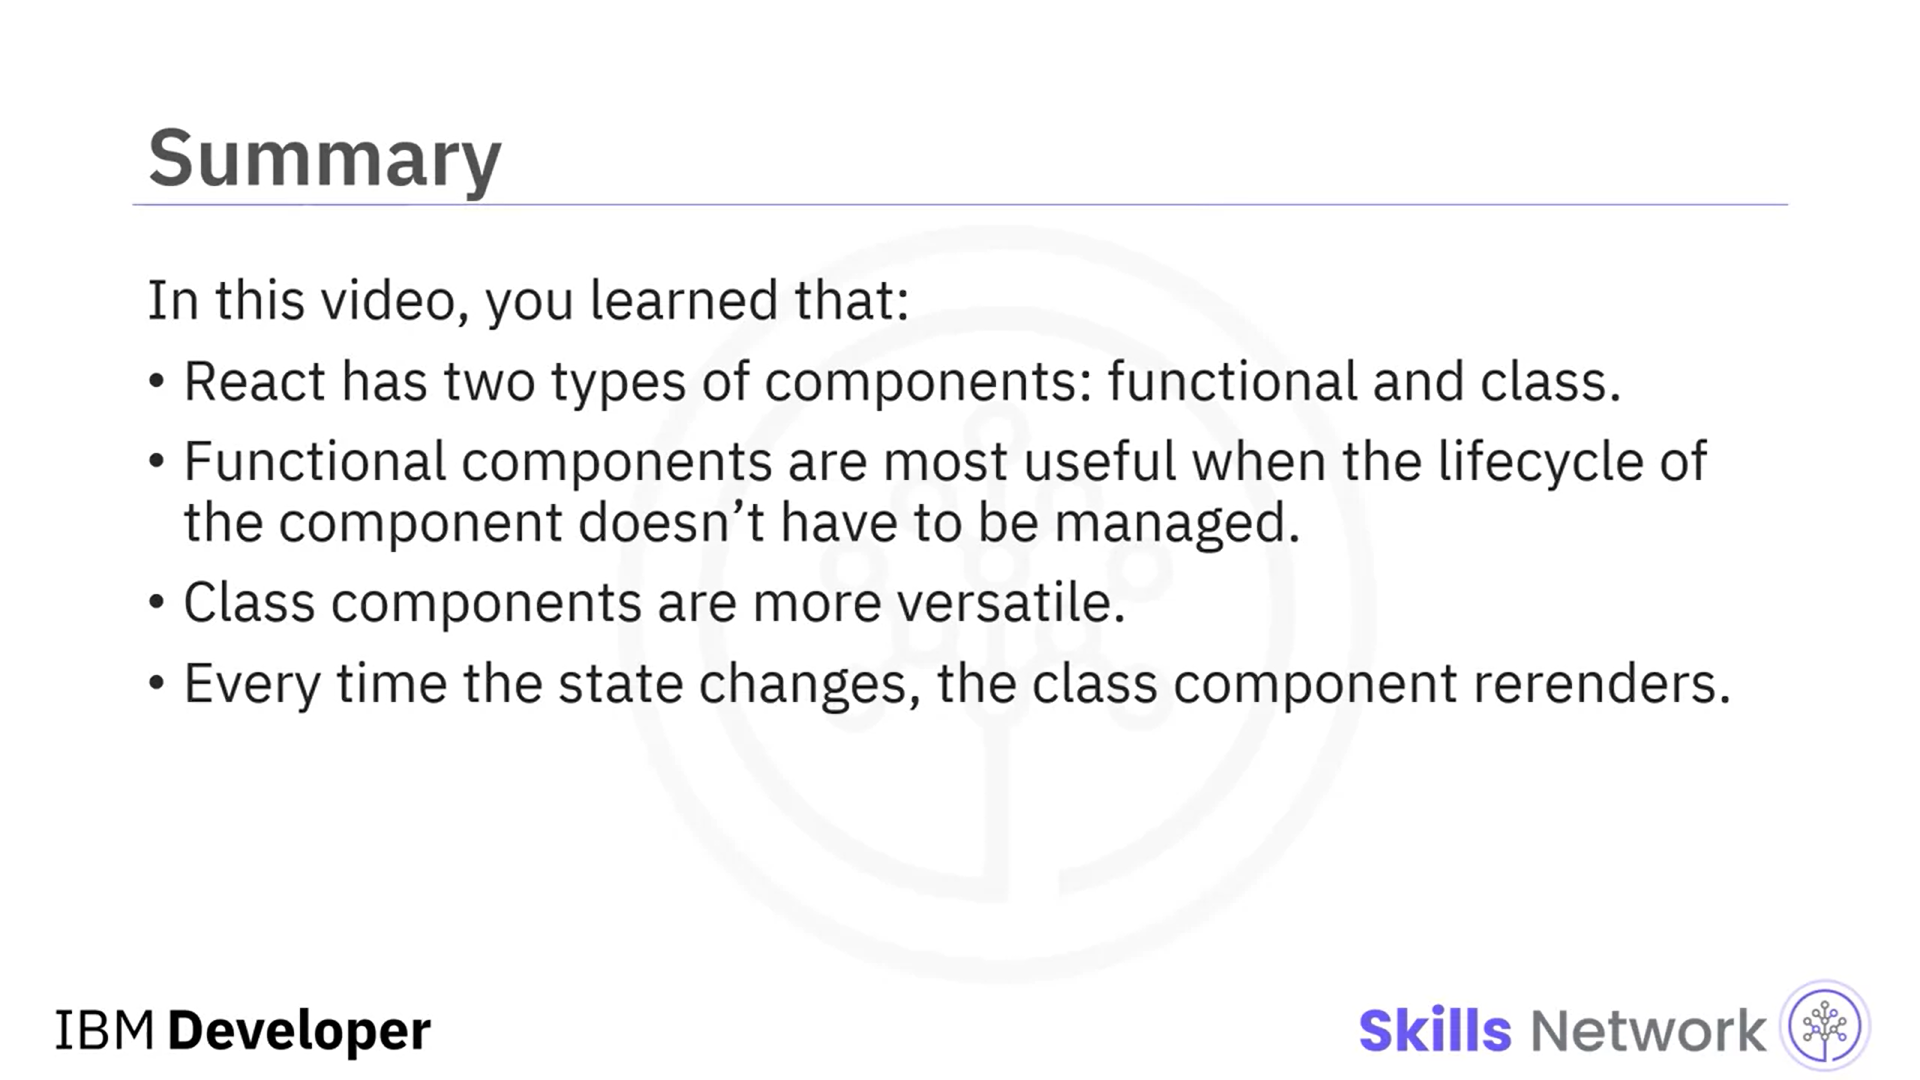 Summary
In this video, you learned that:
• React has two types of components: functional and class.
• Functional components are most useful when the lifecycle of
the component doesn’t have to be managed.
• Class components are more versatile.
• Every time the state changes, the class component rerenders.
IBM Developer
Skills Network